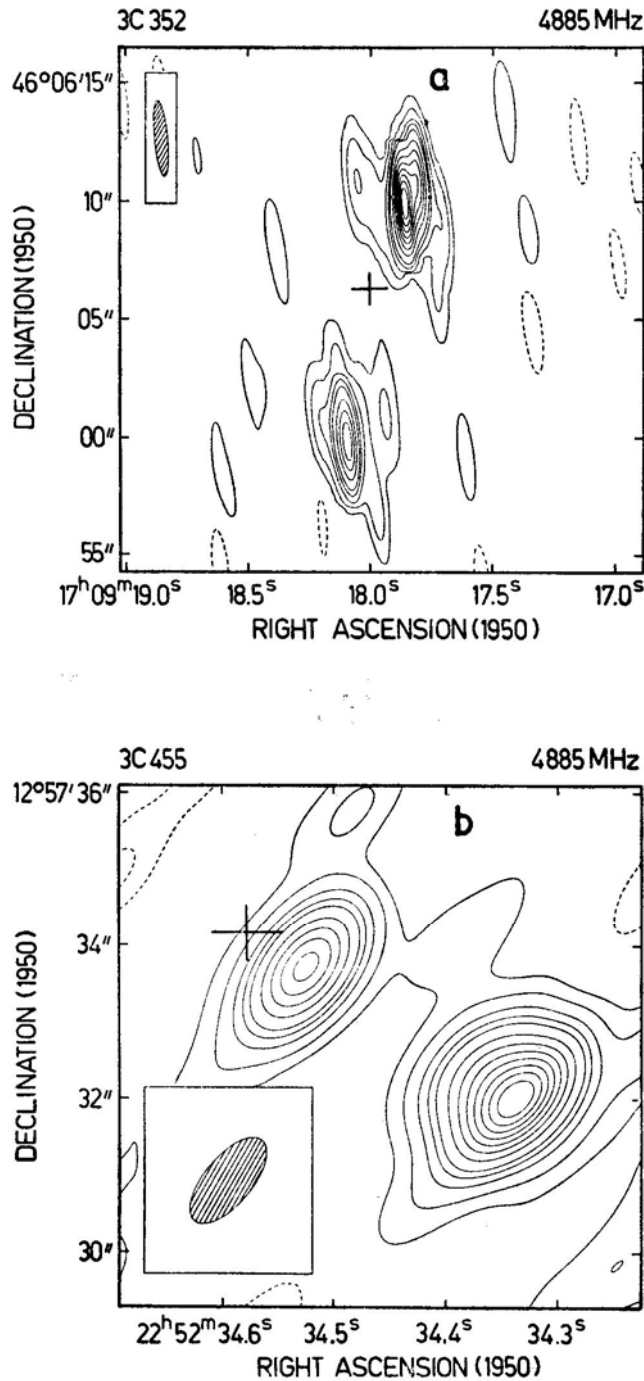 3C 352 4885 MHz
a
46°06′15″
10″
05″
00″
55″
DECLINATION (1950)
17ʰ09ᵐ19.0ˢ 18.5ˢ 18.0ˢ 17.5ˢ 17.0ˢ
RIGHT ASCENSION (1950)
3C 455 4885 MHz
b
12°57′36″
34″
32″
30″
DECLINATION (1950)
22ʰ52ᵐ34.6ˢ 34.5ˢ 34.4ˢ 34.3ˢ
RIGHT ASCENSION (1950)